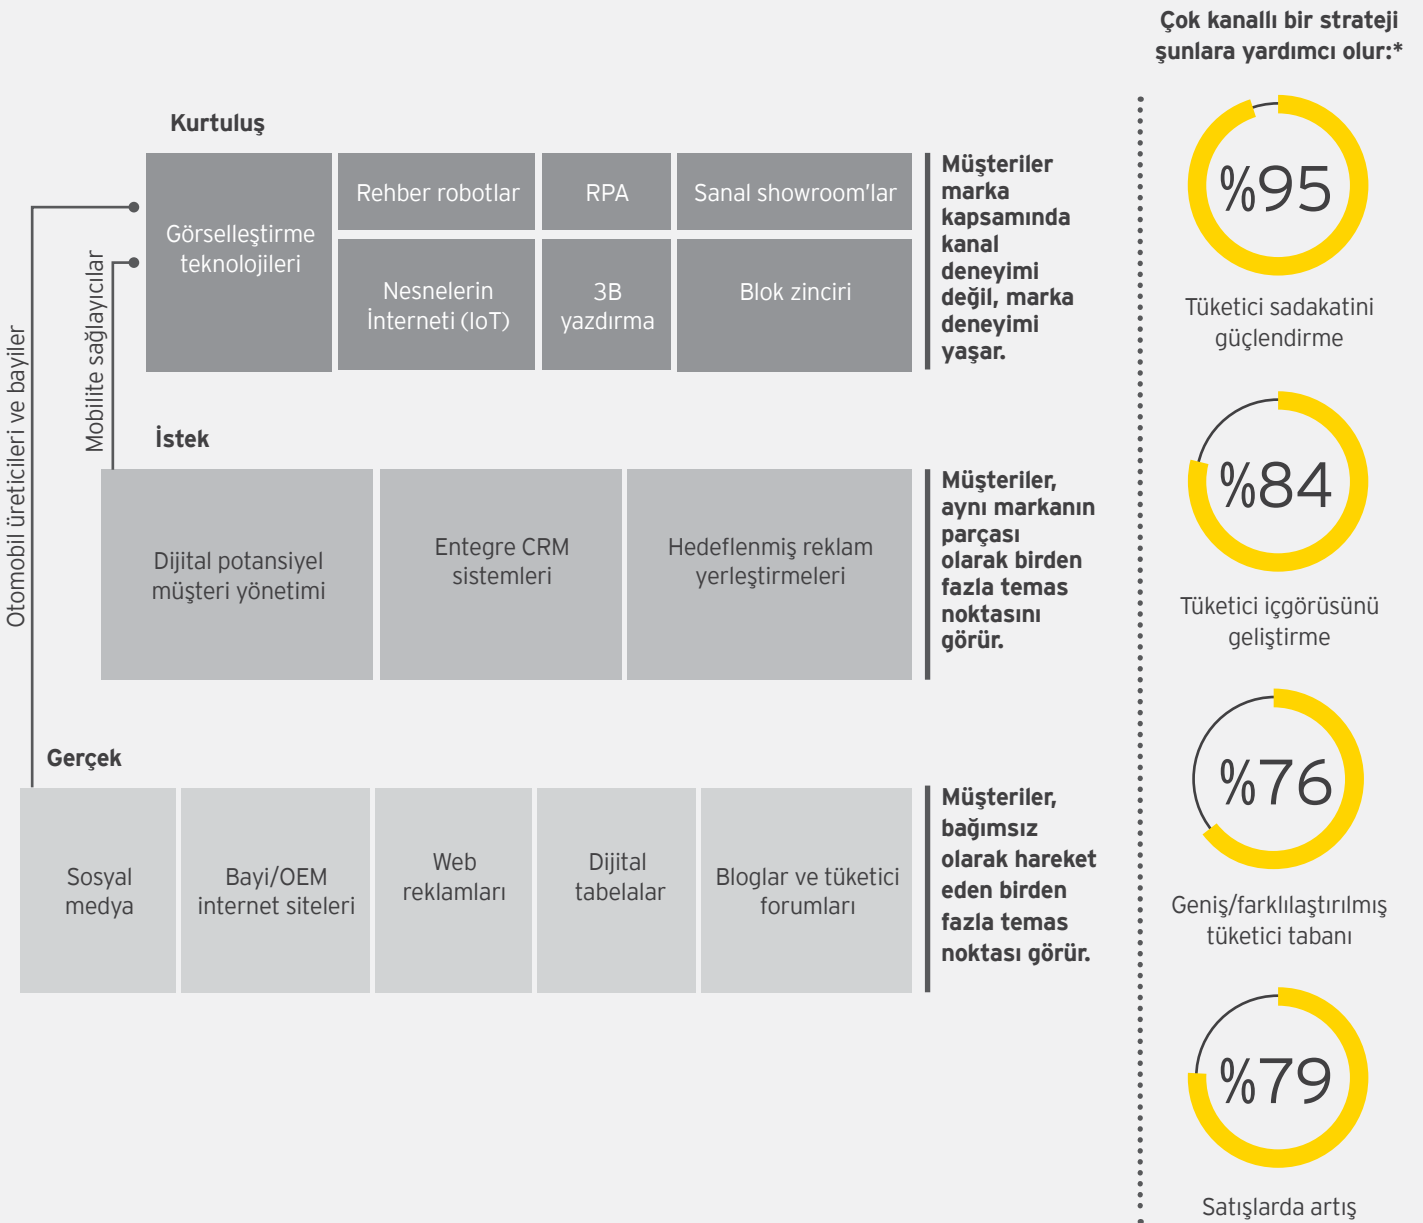 Çok kanallı bir strateji
şunlara yardımcı olur:*
Kurtuluş
Görselleştirme
teknolojileri
Rehber robotlar
RPA
Sanal showroom’lar
Nesnelerin
İnterneti (IoT)
3B
yazdırma
Blok zinciri
Müşteriler
marka
kapsamında
kanal
deneyimi
değil, marka
deneyimi
yaşar.
Otomobil üreticileri ve bayiler
Mobilite sağlayıcılar
İstek
Dijital potansiyel
müşteri yönetimi
Entegre CRM
sistemleri
Hedeflenmiş reklam
yerleştirmeleri
Müşteriler,
aynı markanın
parçası
olarak birden
fazla temas
noktasını
görür.
Gerçek
Sosyal
medya
Bayi/OEM
internet siteleri
Web
reklamları
Dijital
tabelalar
Bloglar ve tüketici
forumları
Müşteriler,
bağımsız
olarak hareket
eden birden
fazla temas
noktası görür.
%95
Tüketici sadakatini
güçlendirme
%84
Tüketici içgörüsünü
geliştirme
%76
Geniş/farklılaştırılmış
tüketici tabanı
%79
Satışlarda artış